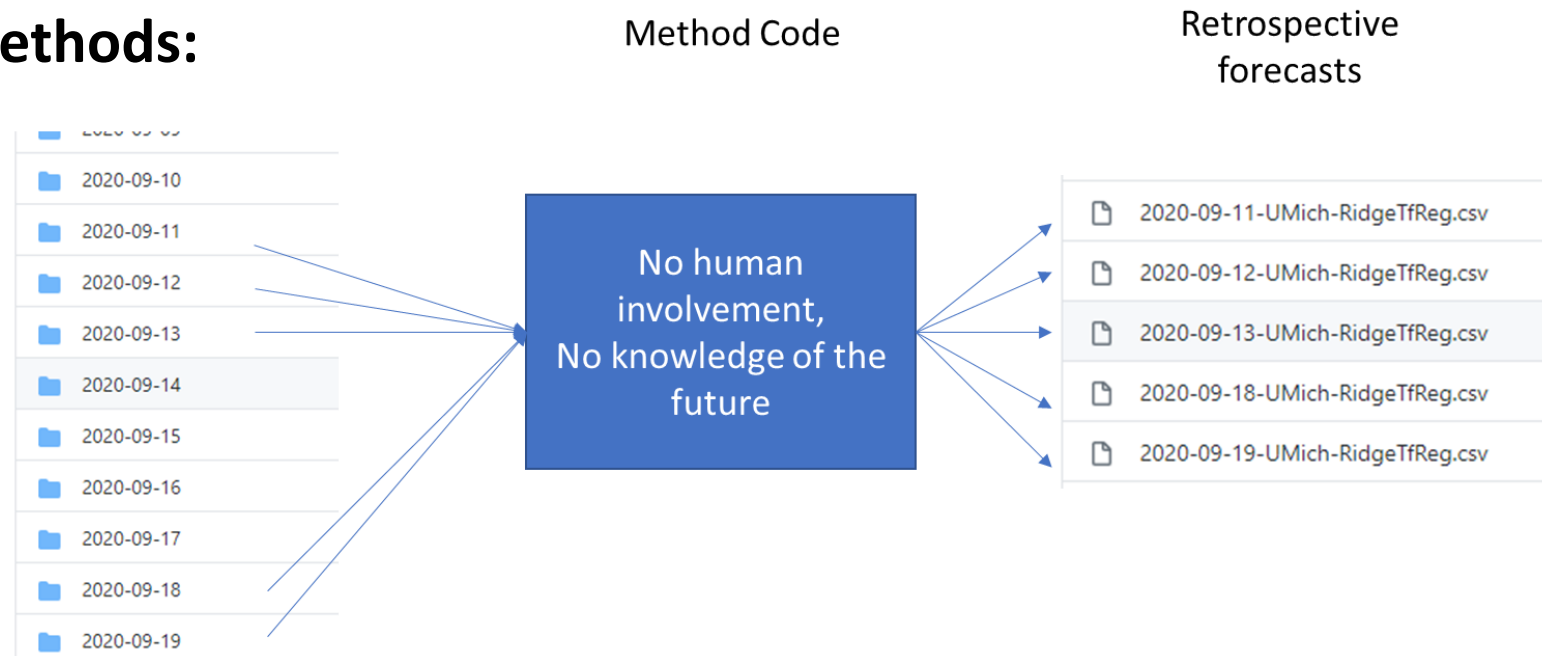 ethods:
Method Code
Retrospective
forecasts
2020-09-09
2020-09-10
2020-09-11
2020-09-12
2020-09-13
2020-09-14
2020-09-15
2020-09-16
2020-09-17
2020-09-18
2020-09-19
No human
involvement,
No knowledge of the
future
2020-09-11-UMich-RidgeTfReg.csv
2020-09-12-UMich-RidgeTfReg.csv
2020-09-13-UMich-RidgeTfReg.csv
2020-09-18-UMich-RidgeTfReg.csv
2020-09-19-UMich-RidgeTfReg.csv